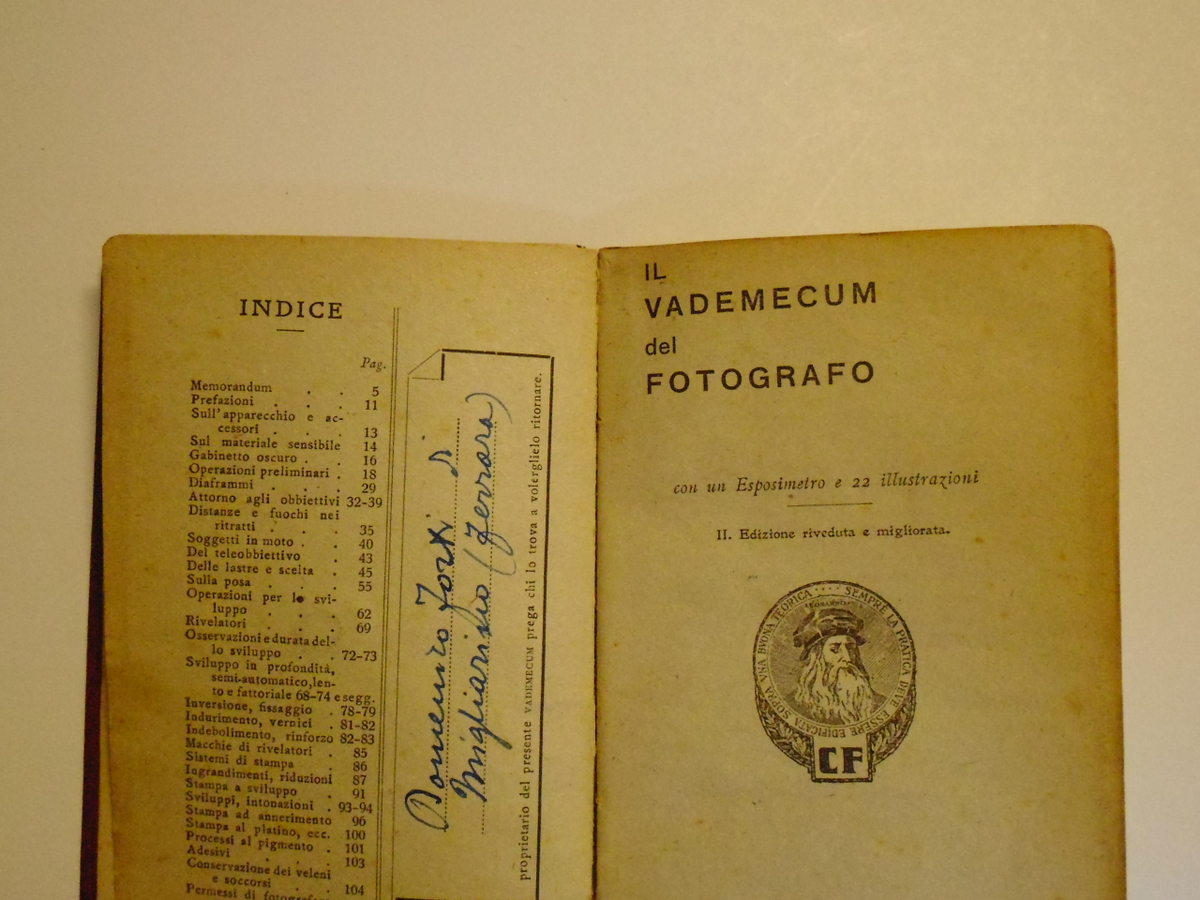 INDICE
Pag.
Memorandum . . 5
Prefazioni . . . 11
Sull'apparecchio e ac-
cessori . . . 13
Sul materiale sensibile 14
Gabinetto oscuro . . 16
Operazioni preliminari . 18
Diaframmi . . . 29
Attorno agli obbiettivi 32-39
Distanze e fuochi nei
ritratti . . . 35
Soggetti in moto . . 40
Del teleobbiettivo . 43
Delle lastre e scelta . 45
Sulla posa . . . 55
Operazioni per lo svi-
luppo . . . 62
Rivelatori . . . 69
Osservazioni e durata del-
lo sviluppo . . 72-73
Sviluppo in profondità,
semi-automatico, len-
to e fattoriale 68-74 e segg.
Inversione, fissaggio . 78-79
Indurimento, vernici . 81-82
Indebolimento, rinforzo 82-83
Macchie di rivelatori . 85
Sistemi di stampa . 86
Ingrandimenti, riduzioni 87
Stampa a sviluppo . 91
Sviluppi, intonazioni . 93-94
Stampa ad annerimento 96
Stampa al platino, ecc. 100
Processi al pigmento . 101
Adesivi . . . 103
Conservazione dei veleni
e soccorsi . . 104
Permessi di
Domenico Forti di
Migliarino (Ferrara)
proprietario del presente VADEMECUM prega chi lo trova a volerglielo ritornare.
IL
VADEMECUM
del
FOTOGRAFO
con un Esposimetro e 22 illustrazioni
II. Edizione riveduta e migliorata.
SEMPRE LA PRATICA DEVE ESSERE EDIFICATA SOPRA UNA BUONA TEORICA
LEONARDO
CF